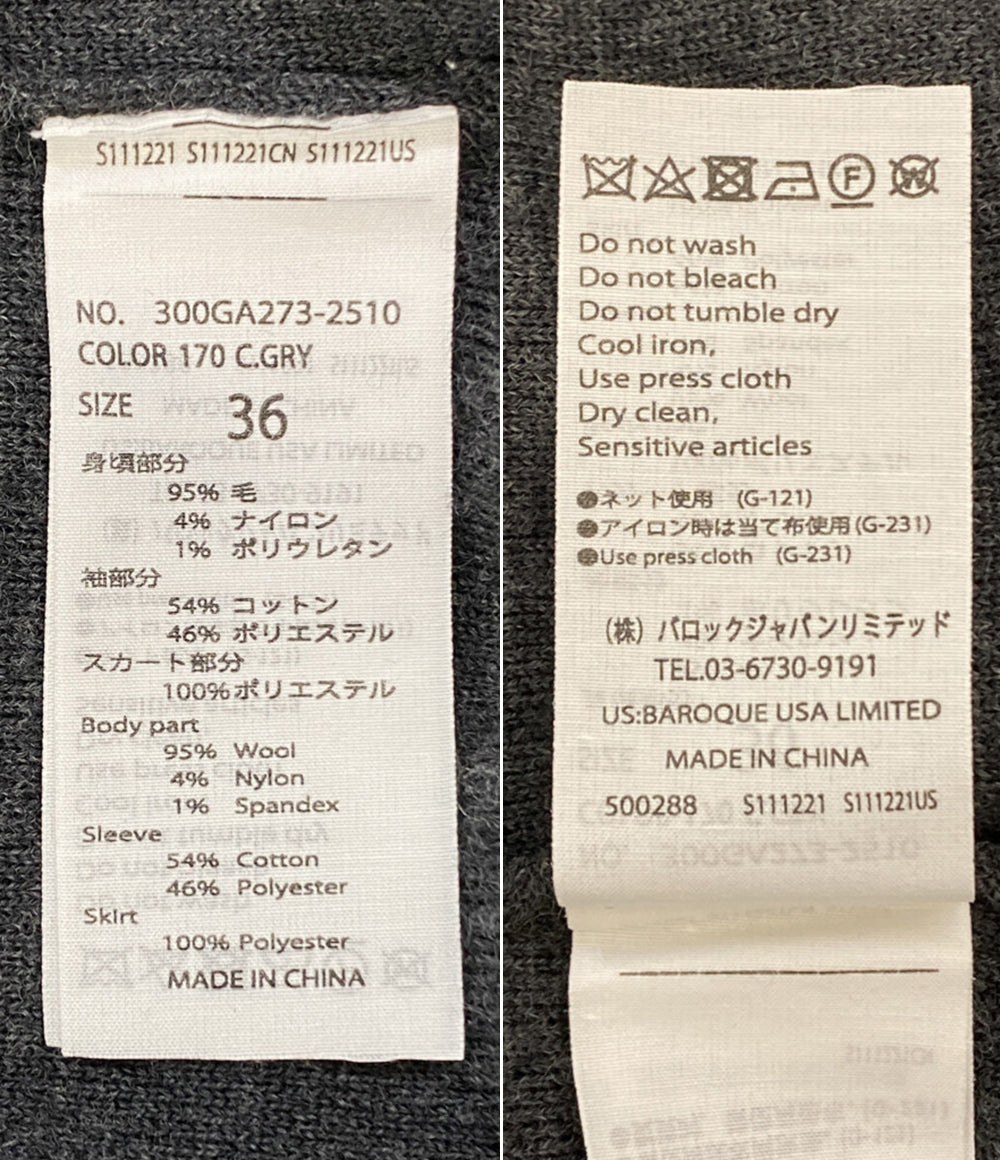 S111221 S111221CN S111221US
NO. 300GA273-2510
COLOR 170 C.GRY
SIZE 36
身頃部分
95% 毛
4% ナイロン
1% ポリウレタン
袖部分
54% コットン
46% ポリエステル
スカート部分
100%ポリエステル
Body part
95% Wool
4% Nylon
1% Spandex
Sleeve
54% Cotton
46% Polyester
Skirt
100% Polyester
MADE IN CHINA
W
F
Do not wash
Do not bleach
Do not tumble dry
Cool iron,
Use press cloth
Dry clean,
Sensitive articles
●ネット使用 (G-121)
●アイロン時は当て布使用(G-231)
●Use press cloth (G-231)
(株) バロックジャパンリミテッド
TEL.03-6730-9191
US:BAROQUE USA LIMITED
MADE IN CHINA
500288 S111221 S111221US